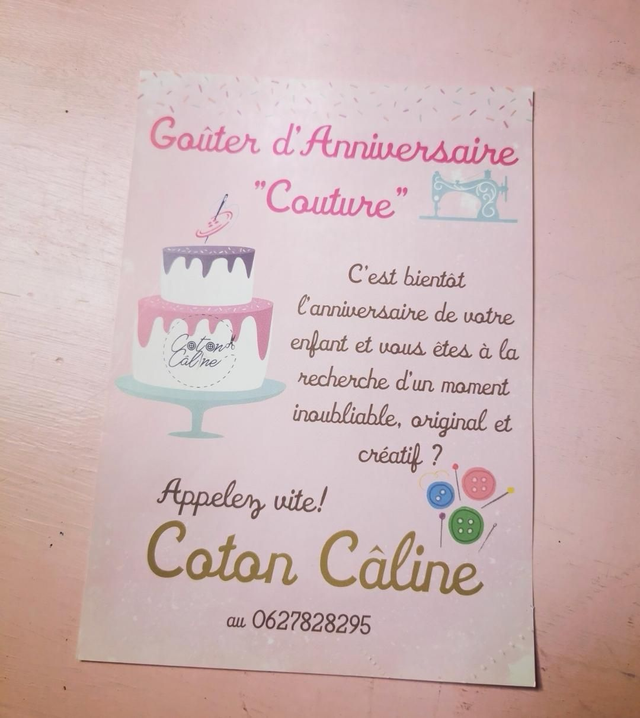 Goûter d'Anniversaire
"Couture"
Coton
Câline
C'est bientôt
l'anniversaire de votre
enfant et vous êtes à la
recherche d'un moment
inoubliable, original et
créatif ?
Appelez vite!
Coton Câline
au 0627828295